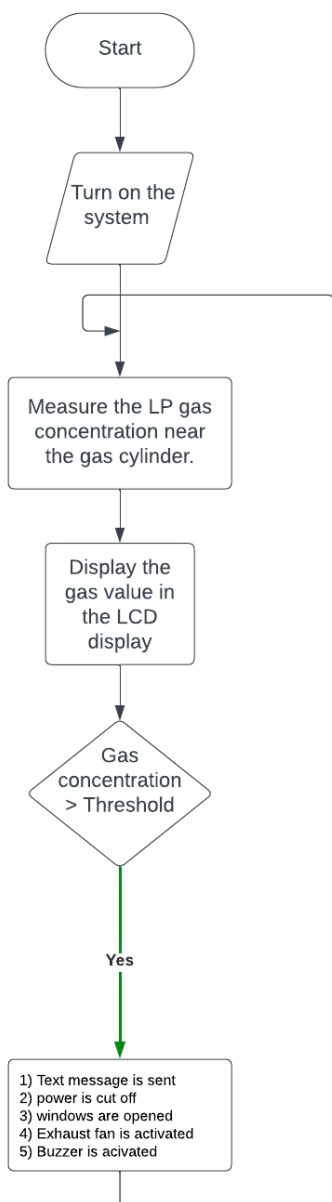 Start
Turn on the
system
Measure the LP gas
concentration near
the gas cylinder.
Display the
gas value in
the LCD
display
Gas
concentration
> Threshold
Yes
1) Text message is sent
2) power is cut off
3) windows are opened
4) Exhaust fan is activated
5) Buzzer is acivated